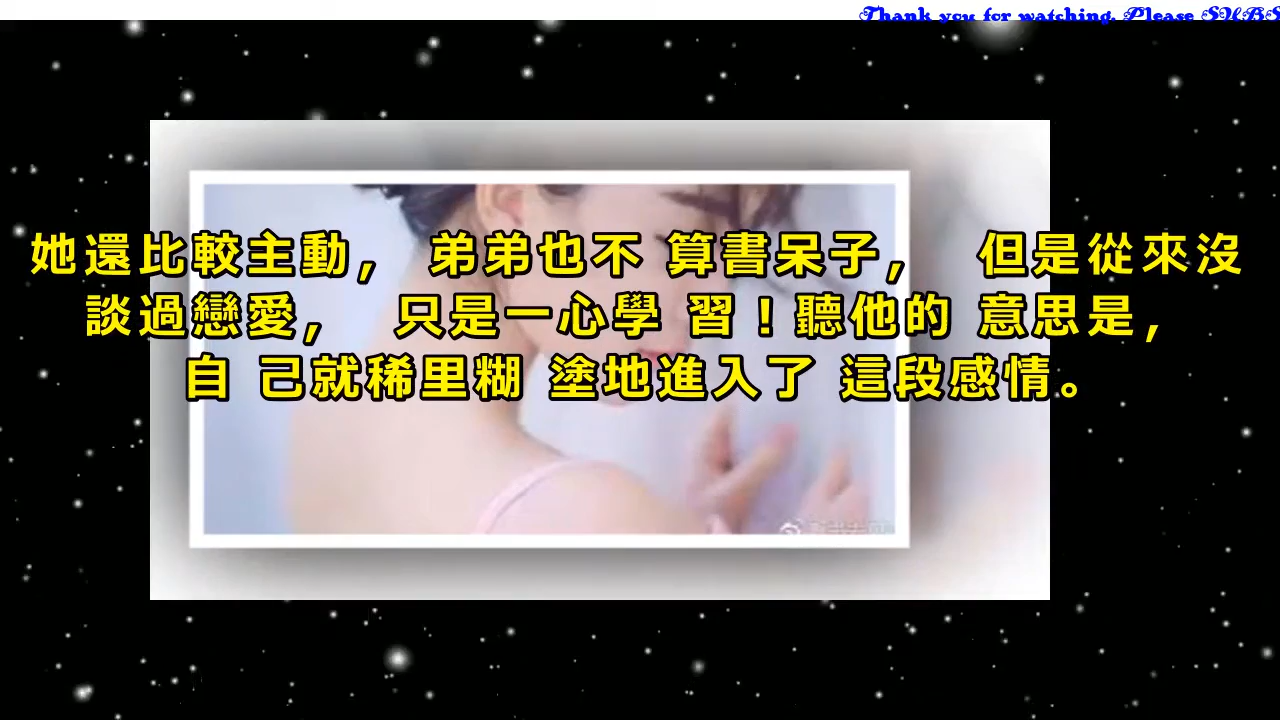 Thank you for watching. Please SUBS
她還比較主動， 弟弟也不 算書呆子， 但是從來沒
談過戀愛， 只是一心學 習！聽他的 意思是，
自 己就稀里糊 塗地進入了 這段感情。